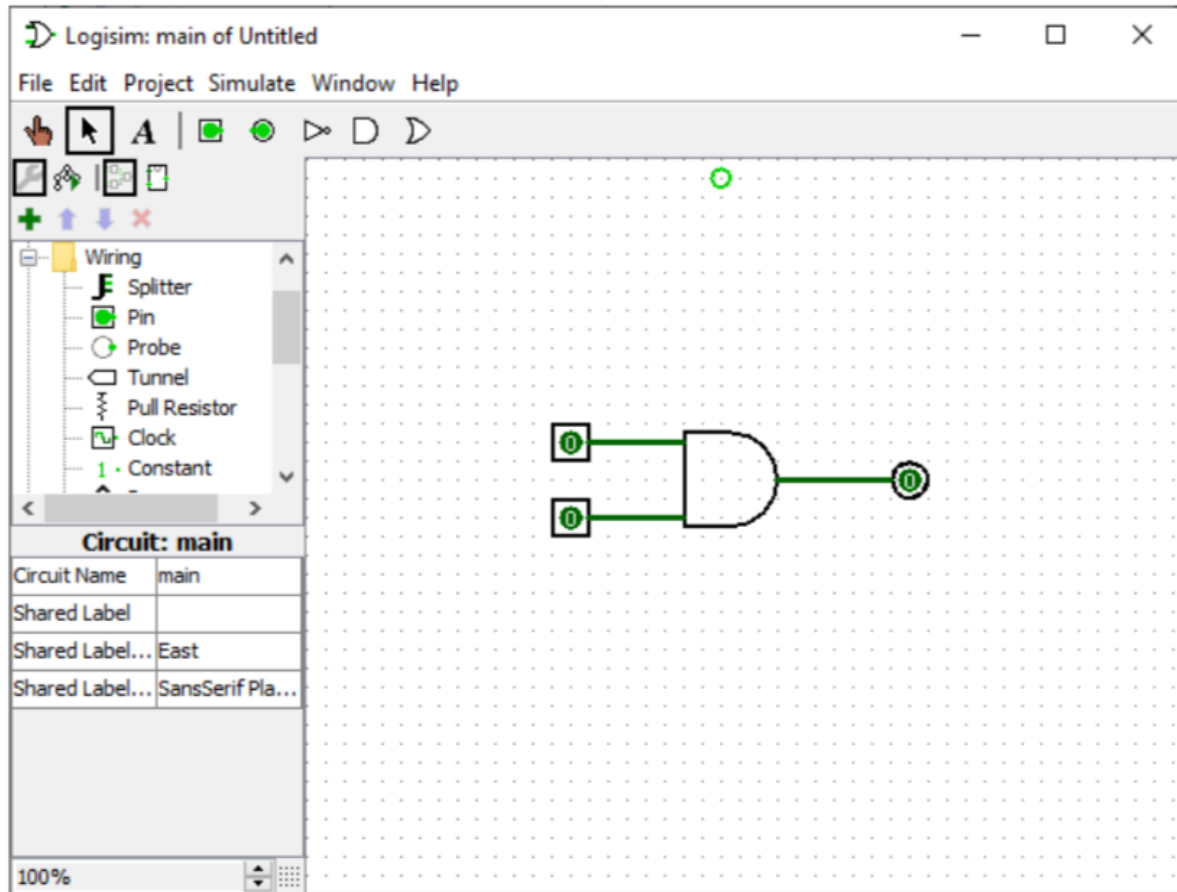 Logisim: main of Untitled
File Edit Project Simulate Window Help
A
Wiring
Splitter
Pin
Probe
Tunnel
Pull Resistor
Clock
1 Constant
Circuit: main
Circuit Name main
Shared Label
Shared Label... East
Shared Label... SansSerif Pla...
100%
0
0
0